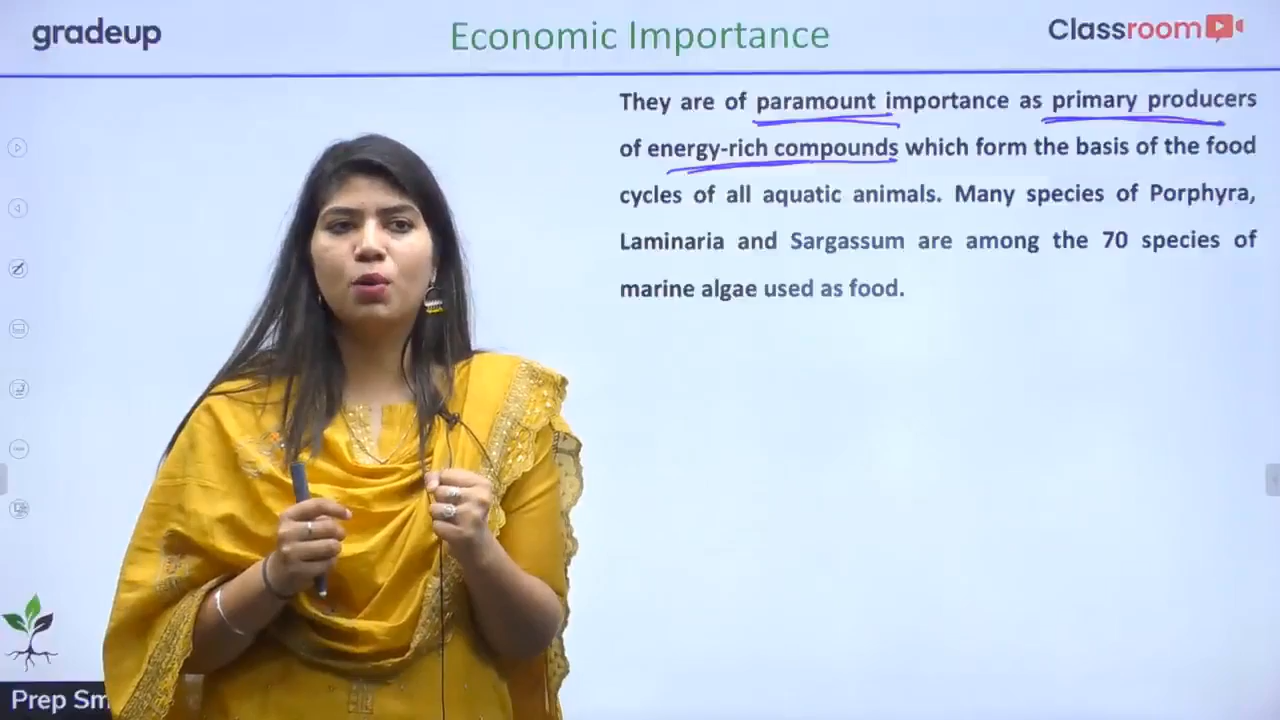 gradeup
Economic Importance
Classroom
They are of paramount importance as primary producers
of energy-rich compounds which form the basis of the food
cycles of all aquatic animals. Many species of Porphyra,
Laminaria and Sargassum are among the 70 species of
marine algae used as food.
Prep Sm